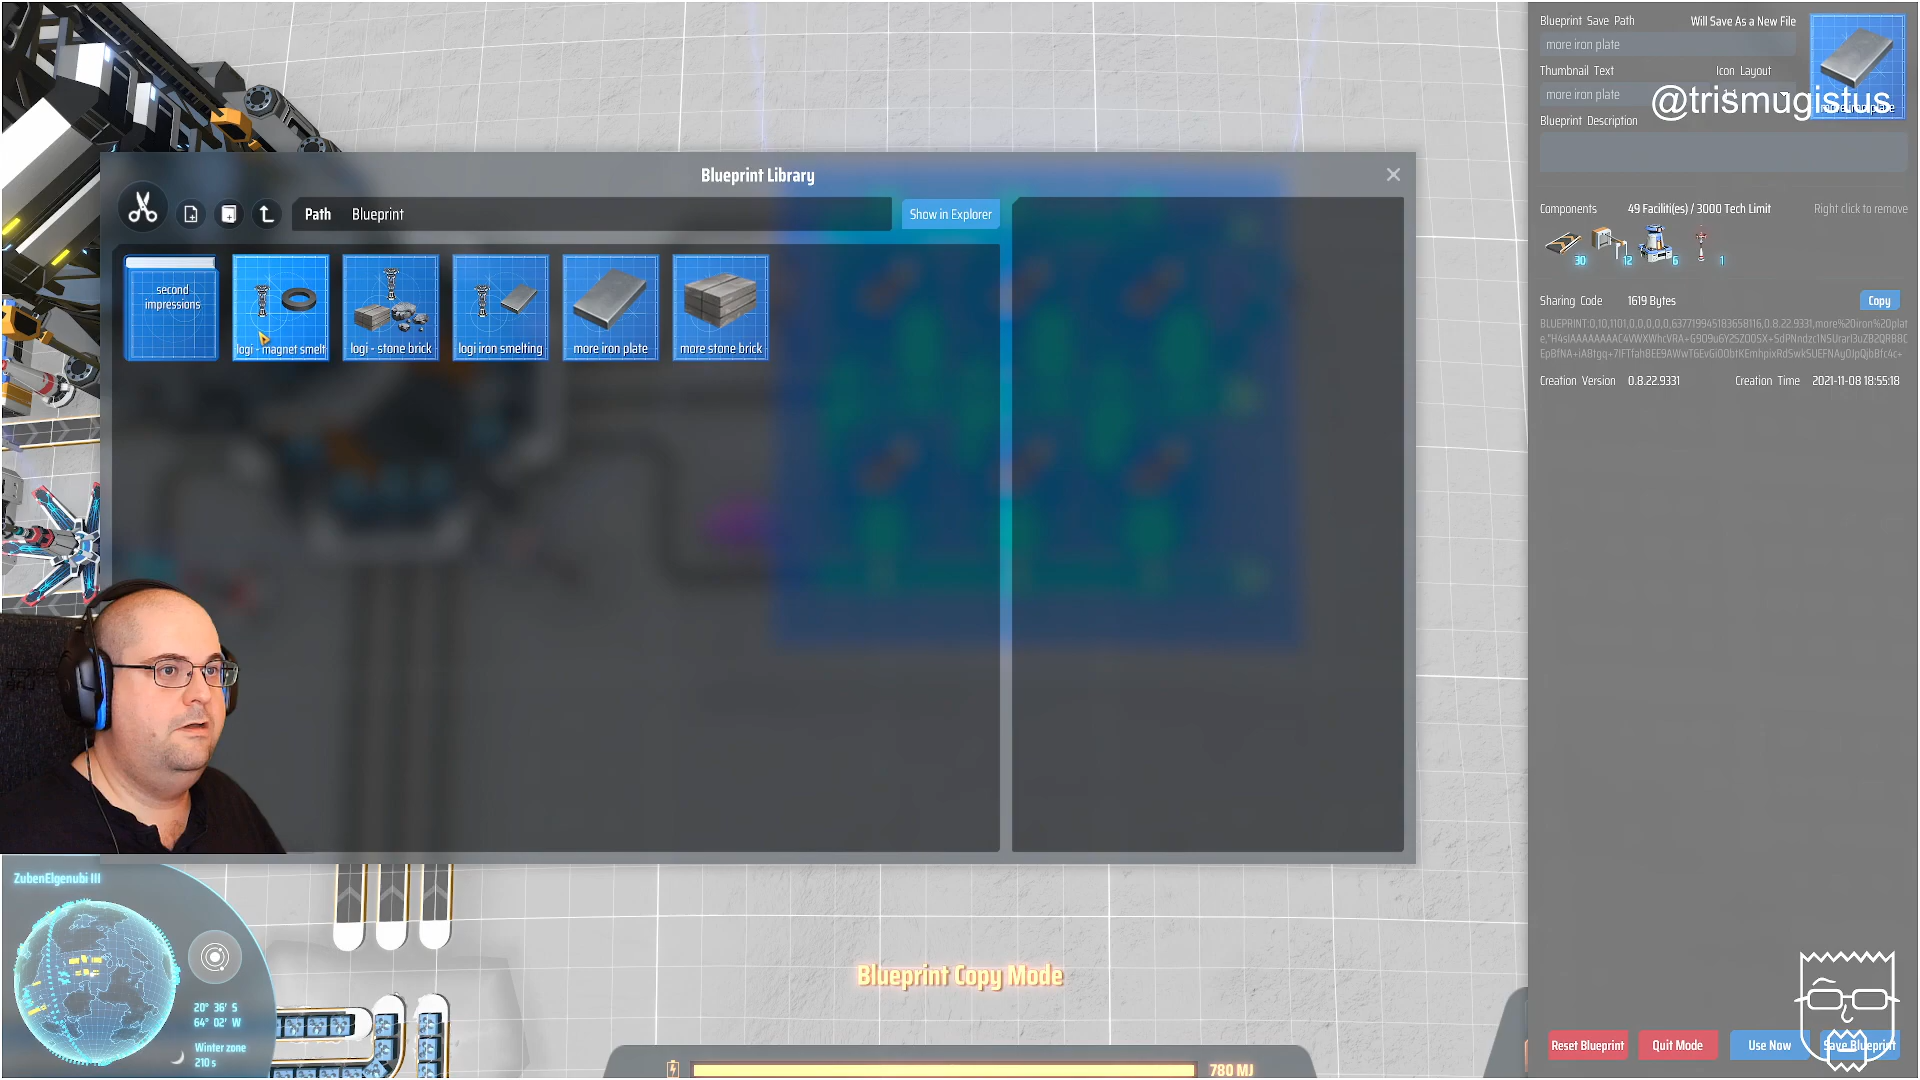 Blueprint Library
Path Blueprint
Show in Explorer
second
impressions
logi - magnet smelt
logi - stone brick
logi iron smelting
more iron plate
more stone brick
Blueprint Save Path Will Save As a New File
more iron plate
Thumbnail Text Icon Layout
more iron plate
@trismugistus
Blueprint Description
Components 49 Faciliti(es) / 3000 Tech Limit Right click to remove
30 12 6 1
Sharing Code 1619 Bytes Copy
Creation Version 0.8.22.9331 Creation Time 2021-11-08 18:55:18
ZubenElgenubi III
20° 36' S
64° 02' W
Winter zone
210 s
Blueprint Copy Mode
780 MJ
Reset Blueprint Quit Mode Use Now Save Blueprint